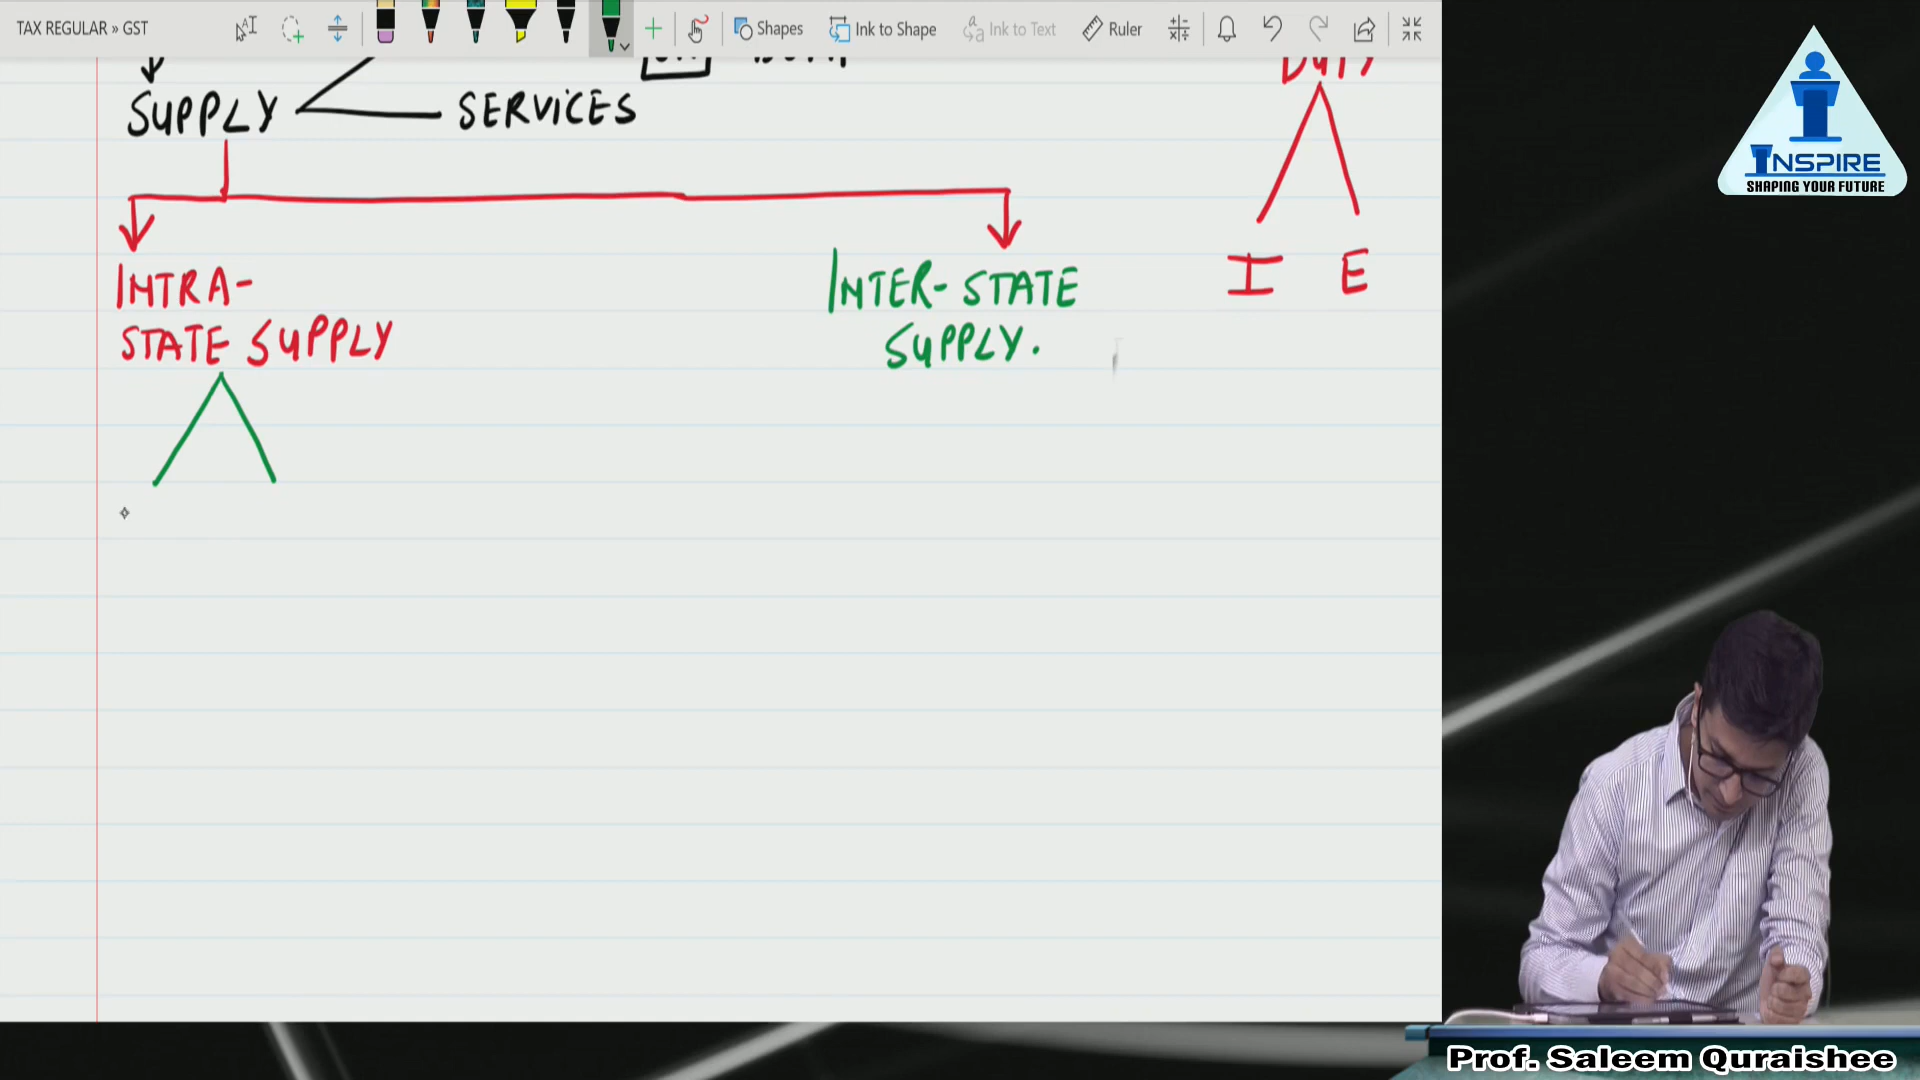 TAX REGULAR » GST
Shapes
Ink to Shape
Ink to Text
Ruler
DUTY
SUPPLY
SERVICES
INTRA-
STATE SUPPLY
INTER-STATE
SUPPLY.
I E
INSPIRE
SHAPING YOUR FUTURE
Prof. Saleem Quraishee